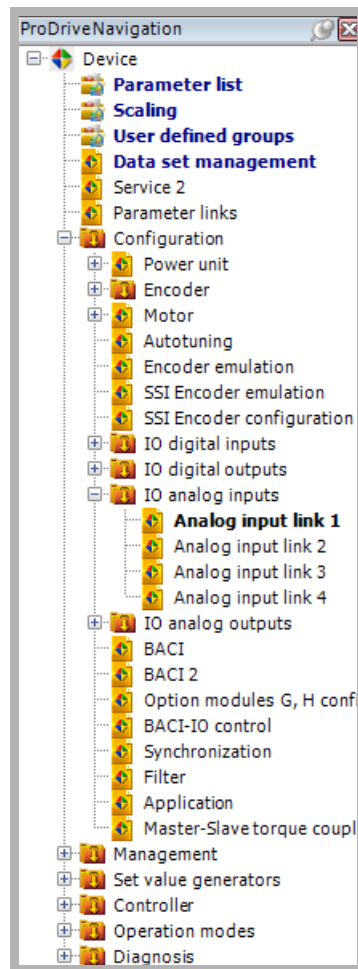 ProDriveNavigation
Device
Parameter list
Scaling
User defined groups
Data set management
Service 2
Parameter links
Configuration
Power unit
Encoder
Motor
Autotuning
Encoder emulation
SSI Encoder emulation
SSI Encoder configuration
IO digital inputs
IO digital outputs
IO analog inputs
Analog input link 1
Analog input link 2
Analog input link 3
Analog input link 4
IO analog outputs
BACI
BACI 2
Option modules G, H confi
BACI-IO control
Synchronization
Filter
Application
Master-Slave torque coupl
Management
Set value generators
Controller
Operation modes
Diagnosis